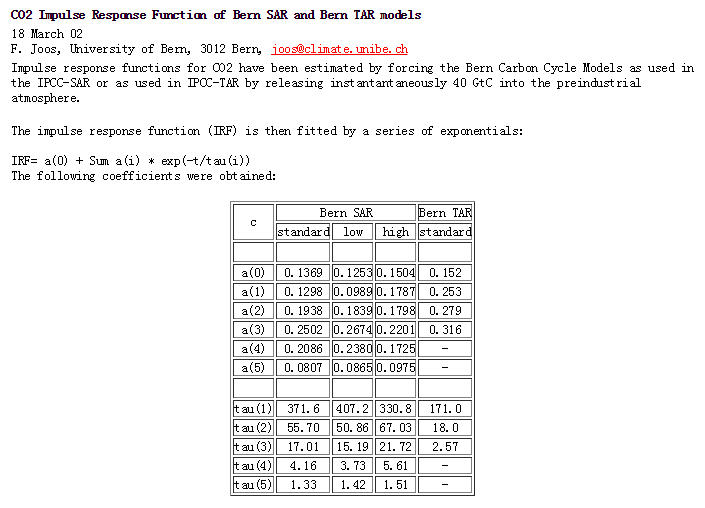 CO2 Impulse Response Function of Bern SAR and Bern TAR models
18 March 02
F. Joos, University of Bern, 3012 Bern, joos@climate.unibe.ch
Impulse response functions for CO2 have been estimated by forcing the Bern Carbon Cycle Models as used in
the IPCC-SAR or as used in IPCC-TAR by releasing instantantaneously 40 GtC into the preindustrial
atmosphere.
The impulse response function (IRF) is then fitted by a series of exponentials:
IRF= a(0) + Sum a(i) * exp(-t/tau(i))
The following coefficients were obtained:
c Bern SAR Bern TAR
standard low high standard
a(0) 0.1369 0.1253 0.1504 0.152
a(1) 0.1298 0.0989 0.1787 0.253
a(2) 0.1938 0.1839 0.1798 0.279
a(3) 0.2502 0.2674 0.2201 0.316
a(4) 0.2086 0.2380 0.1725 -
a(5) 0.0807 0.0865 0.0975 -
tau(1) 371.6 407.2 330.8 171.0
tau(2) 55.70 50.86 67.03 18.0
tau(3) 17.01 15.19 21.72 2.57
tau(4) 4.16 3.73 5.61 -
tau(5) 1.33 1.42 1.51 -